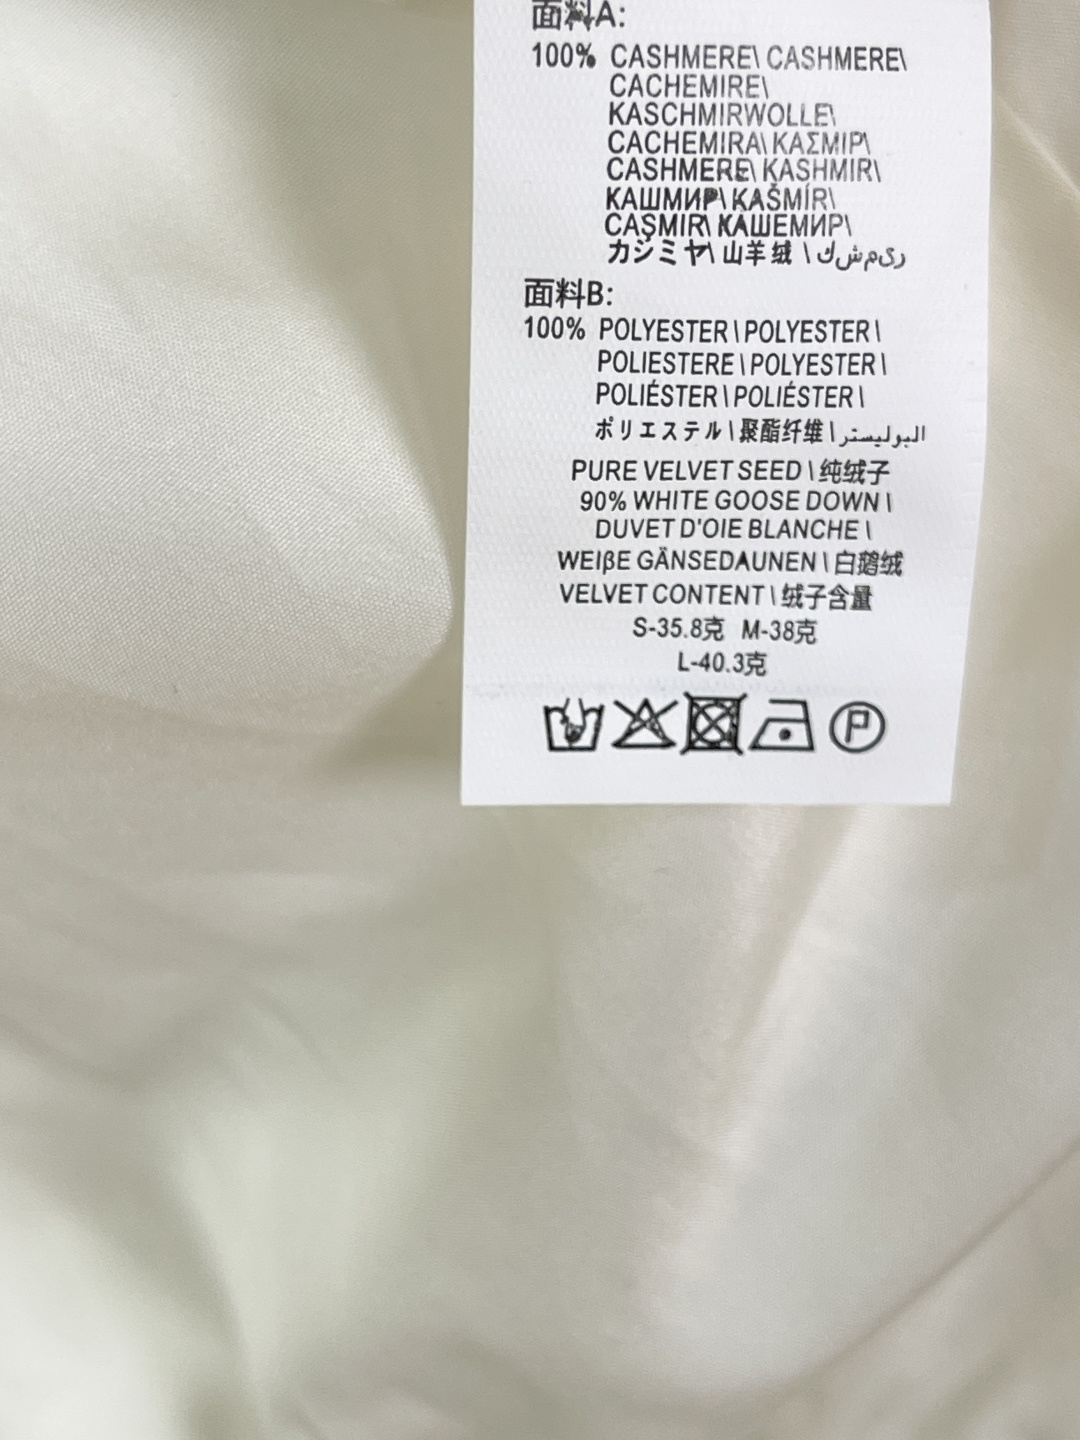 面料A:
100% CASHMERE\ CASHMERE\
CACHEMIRE\
KASCHMIRWOLLE\
CACHEMIRA\ ΚΑΣΜΙΡ\
CASHMERE\ KASHMIR\
КАШМИР\ KAŠMÍR\
CAŞMIR\ КАШЕМИР\
カシミヤ\ 山羊绒 \ ریمشك
面料B:
100% POLYESTER \ POLYESTER \
POLIESTERE \ POLYESTER \
POLIÉSTER \ POLIÉSTER \
ポリエステル \ 聚酯纤维 \ البوليستر
PURE VELVET SEED \ 纯绒子
90% WHITE GOOSE DOWN \
DUVET D'OIE BLANCHE \
WEIßE GÄNSEDAUNEN \ 白鹅绒
VELVET CONTENT \ 绒子含量
S-35.8克 M-38克
L-40.3克
P